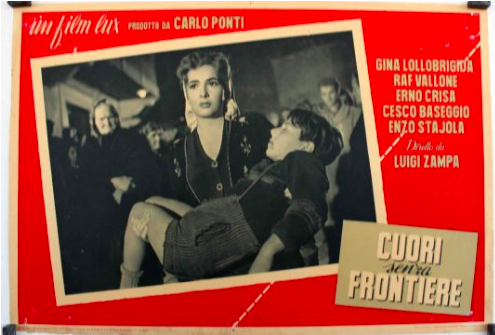 un film lux PRODOTTO DA CARLO PONTI
GINA LOLLOBRIGIDA
RAF VALLONE
ERNO CRISA
CESCO BASEGGIO
ENZO STAJOLA
Diretto da
LUIGI ZAMPA
CUORI
senza
FRONTIERE